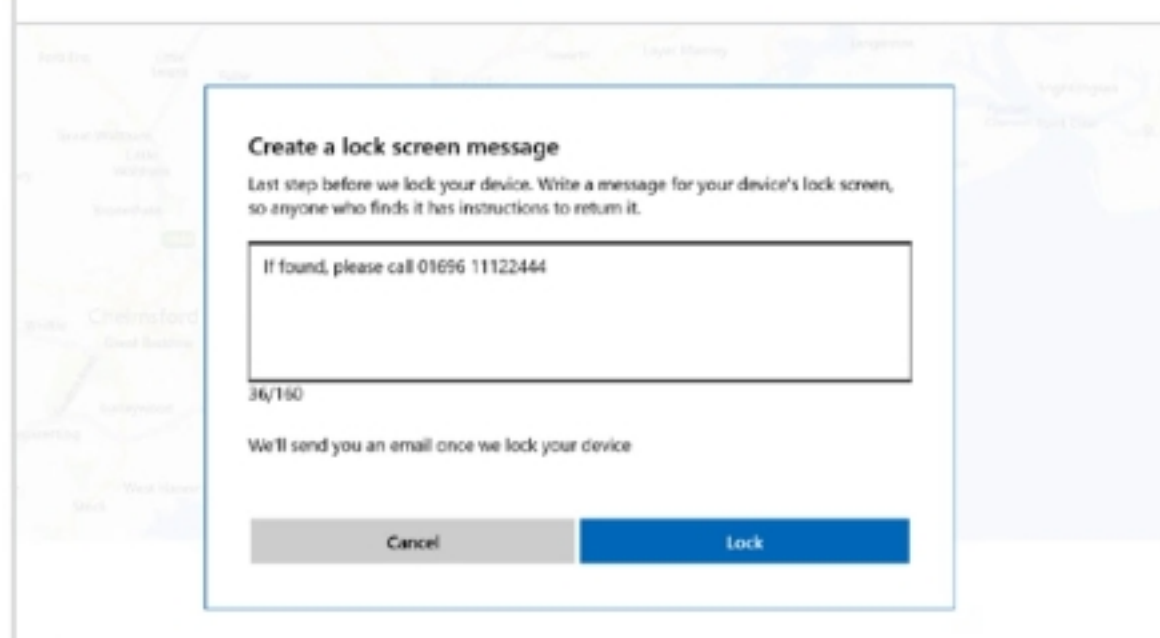 Create a lock screen message
Last step before we lock your device. Write a message for your device's lock screen,
so anyone who finds it has instructions to return it.
If found, please call 01696 11122444
36/160
We'll send you an email once we lock your device
Cancel
Lock
Chelmsford